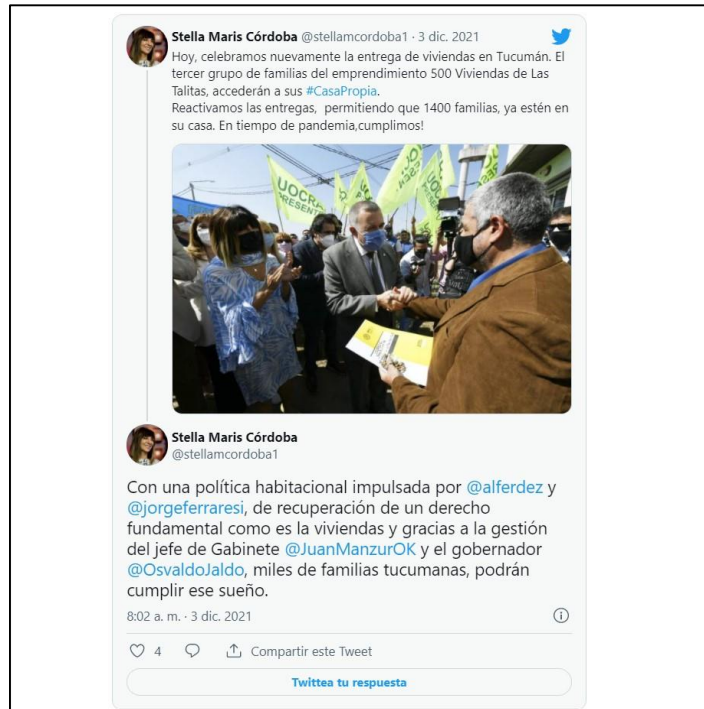 Stella Maris Córdoba @stellamcordoba1 · 3 dic. 2021
Hoy, celebramos nuevamente la entrega de viviendas en Tucumán. El
tercer grupo de familias del emprendimiento 500 Viviendas de Las
Talitas, accederán a sus #CasaPropia.
Reactivamos las entregas, permitiendo que 1400 familias, ya estén en
su casa. En tiempo de pandemia,cumplimos!
UOCRA
PRESENTE
Stella Maris Córdoba
@stellamcordoba1
Con una política habitacional impulsada por @alferdez y
@jorgeferraresi, de recuperación de un derecho
fundamental como es la viviendas y gracias a la gestión
del jefe de Gabinete @JuanManzurOK y el gobernador
@OsvaldoJaldo, miles de familias tucumanas, podrán
cumplir ese sueño.
8:02 a. m. · 3 dic. 2021
4 Compartir este Tweet
Twittea tu respuesta